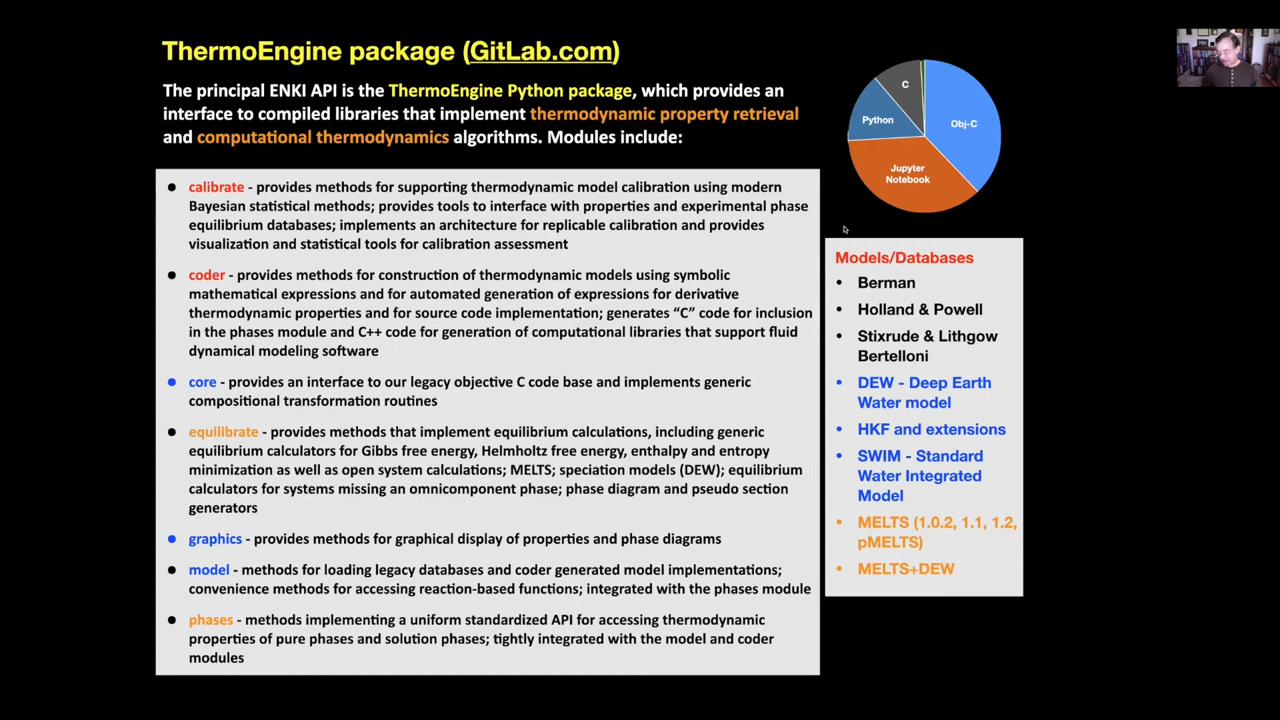 ThermoEngine package (GitLab.com)
The principal ENKI API is the ThermoEngine Python package, which provides an
interface to compiled libraries that implement thermodynamic property retrieval
and computational thermodynamics algorithms. Modules include:
• calibrate - provides methods for supporting thermodynamic model calibration using modern
Bayesian statistical methods; provides tools to interface with properties and experimental phase
equilibrium databases; implements an architecture for replicable calibration and provides
visualization and statistical tools for calibration assessment
• coder - provides methods for construction of thermodynamic models using symbolic
mathematical expressions and for automated generation of expressions for derivative
thermodynamic properties and for source code implementation; generates “C” code for inclusion
in the phases module and C++ code for generation of computational libraries that support fluid
dynamical modeling software
• core - provides an interface to our legacy objective C code base and implements generic
compositional transformation routines
• equilibrate - provides methods that implement equilibrium calculations, including generic
equilibrium calculators for Gibbs free energy, Helmholtz free energy, enthalpy and entropy
minimization as well as open system calculations; MELTS; speciation models (DEW); equilibrium
calculators for systems missing an omnicomponent phase; phase diagram and pseudo section
generators
• graphics - provides methods for graphical display of properties and phase diagrams
• model - methods for loading legacy databases and coder generated model implementations;
convenience methods for accessing reaction-based functions; integrated with the phases module
• phases - methods implementing a uniform standardized API for accessing thermodynamic
properties of pure phases and solution phases; tightly integrated with the model and coder
modules
C
Python
Obj-C
Jupyter
Notebook
Models/Databases
• Berman
• Holland & Powell
• Stixrude & Lithgow
Bertelloni
• DEW - Deep Earth
Water model
• HKF and extensions
• SWIM - Standard
Water Integrated
Model
• MELTS (1.0.2, 1.1, 1.2,
pMELTS)
• MELTS+DEW